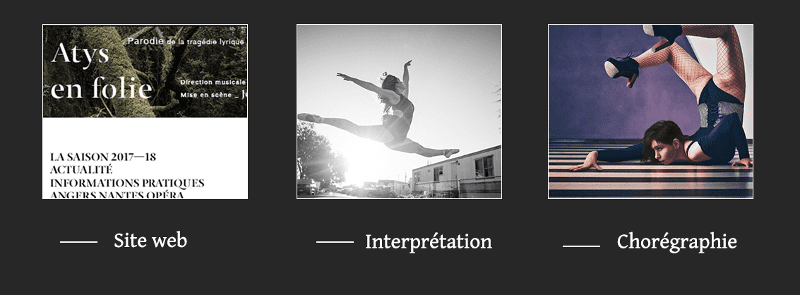 Atys
en folie
Parodie de la tragédie lyrique
Direction musicale
Mise en scène _
LA SAISON 2017—18
ACTUALITÉ
INFORMATIONS PRATIQUES
ANGERS NANTES OPÉRA
Site web
Interprétation
Chorégraphie